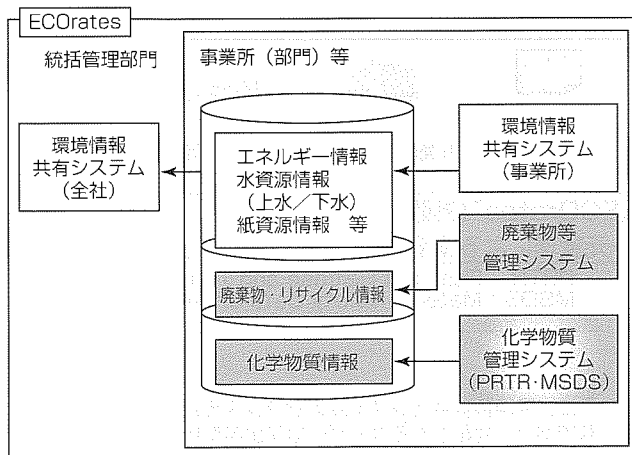 ECOrates
統括管理部門
事業所（部門）等
環境情報
共有システム
（全社）
エネルギー情報
水資源情報
（上水／下水）
紙資源情報　等
環境情報
共有システム
（事業所）
廃棄物・リサイクル情報
廃棄物等
管理システム
化学物質情報
化学物質
管理システム
（PRTR・MSDS）